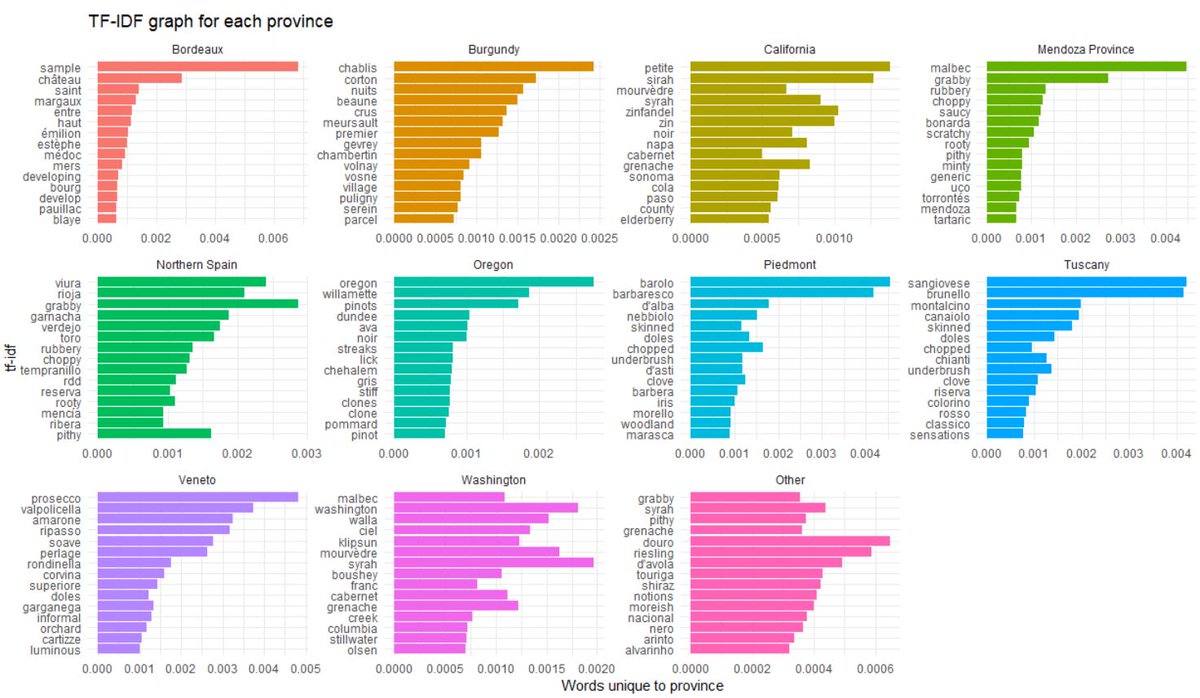 TF-IDF graph for each province
Bordeaux
sample
château
saint
margaux
entre
haut
émilion
estèphe
médoc
mers
developing
bourg
develop
pauillac
blaye
0.000 0.002 0.004 0.006
Burgundy
chablis
corton
nuits
beaune
crus
meursault
premier
gevrey
chambertin
volnay
vosne
village
puligny
serein
parcel
0.0000 0.0005 0.0010 0.0015 0.0020 0.0025
California
petite
sirah
mourvèdre
syrah
zinfandel
zin
noir
napa
cabernet
grenache
sonoma
cola
paso
county
elderberry
0.0000 0.0005 0.0010
Mendoza Province
malbec
grabby
rubbery
choppy
saucy
bonarda
scratchy
rooty
pithy
minty
generic
uco
torrontés
mendoza
tartaric
0.000 0.001 0.002 0.003 0.004
Northern Spain
viura
rioja
grabby
garnacha
verdejo
toro
rubbery
choppy
tempranillo
rdd
reserva
rooty
mencía
ribera
pithy
0.000 0.001 0.002 0.003
Oregon
oregon
willamette
pinots
dundee
ava
noir
streaks
lick
chehalem
gris
stiff
clones
clone
pommard
pinot
0.000 0.001 0.002
Piedmont
barolo
barbaresco
d'alba
nebbiolo
skinned
doles
chopped
underbrush
d'asti
clove
barbera
iris
morello
woodland
marasca
0.000 0.001 0.002 0.003 0.004
Tuscany
sangiovese
brunello
montalcino
canaiolo
skinned
doles
chopped
chianti
underbrush
clove
riserva
colorino
rosso
classico
sensations
0.000 0.001 0.002 0.003 0.004
tf-idf
Veneto
prosecco
valpolicella
amarone
ripasso
soave
perlage
rondinella
corvina
superiore
doles
garganega
informal
orchard
cartizze
luminous
0.000 0.001 0.002 0.003 0.004 0.005
Washington
malbec
washington
walla
ciel
klipsun
mourvèdre
syrah
boushey
franc
cabernet
grenache
creek
columbia
stillwater
olsen
0.0000 0.0005 0.0010 0.0015 0.0020
Other
grabby
syrah
pithy
grenache
douro
riesling
d'avola
touriga
shiraz
notions
moreish
nacional
nero
arinto
alvarinho
0.0000 0.0002 0.0004 0.0006
Words unique to province